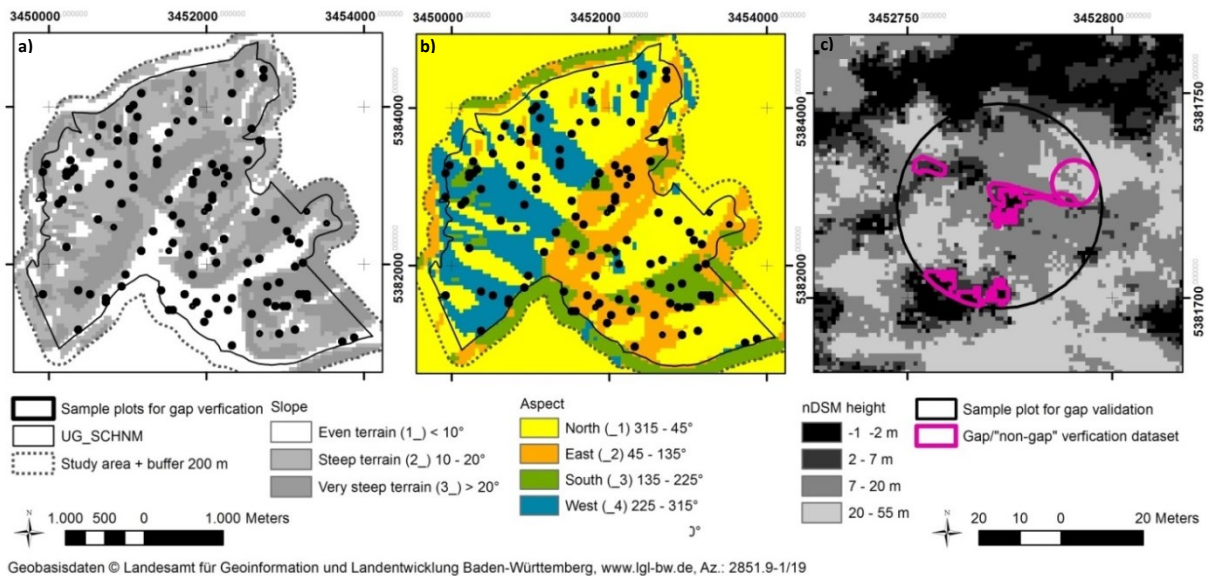 3450000 3452000 3454000
3450000 3452000 3454000
3452750 3452800
a)
b)
c)
5384000
5382000
5384000
5382000
5381750
5381700
Sample plots for gap verfication
UG_SCHNM
Study area + buffer 200 m
1.000 500 0 1.000 Meters
Slope
Even terrain (1_) < 10°
Steep terrain (2_) 10 - 20°
Very steep terrain (3_) > 20°
Aspect
North (_1) 315 - 45°
East (_2) 45 - 135°
South (_3) 135 - 225°
West (_4) 225 - 315°
0°
nDSM height
-1 -2 m
2 - 7 m
7 - 20 m
20 - 55 m
Sample plot for gap validation
Gap/"non-gap" verfication dataset
20 10 0 20 Meters
Geobasisdaten © Landesamt für Geoinformation und Landentwicklung Baden-Württemberg, www.lgl-bw.de, Az.: 2851.9-1/19